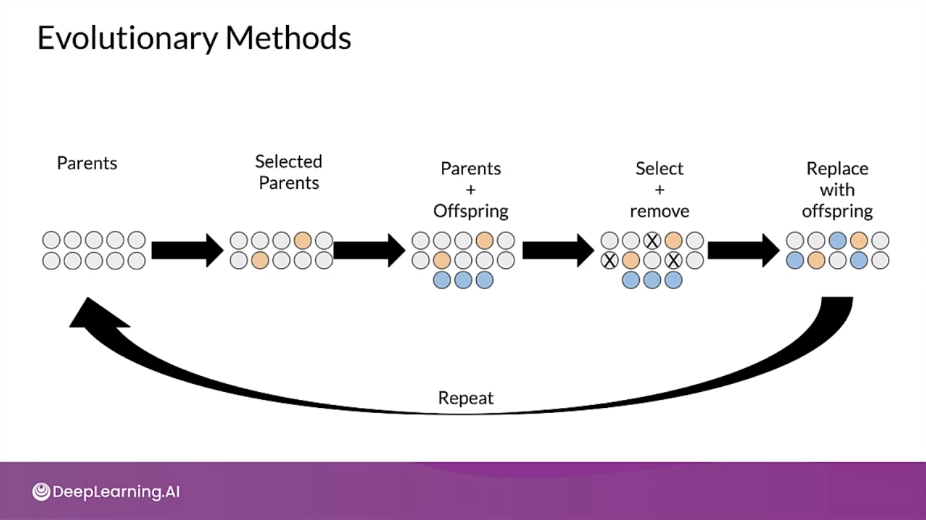 Evolutionary Methods
Parents
Selected
Parents
Parents
+
Offspring
Select
+
remove
Replace
with
offspring
X
X
X
Repeat
DeepLearning.AI